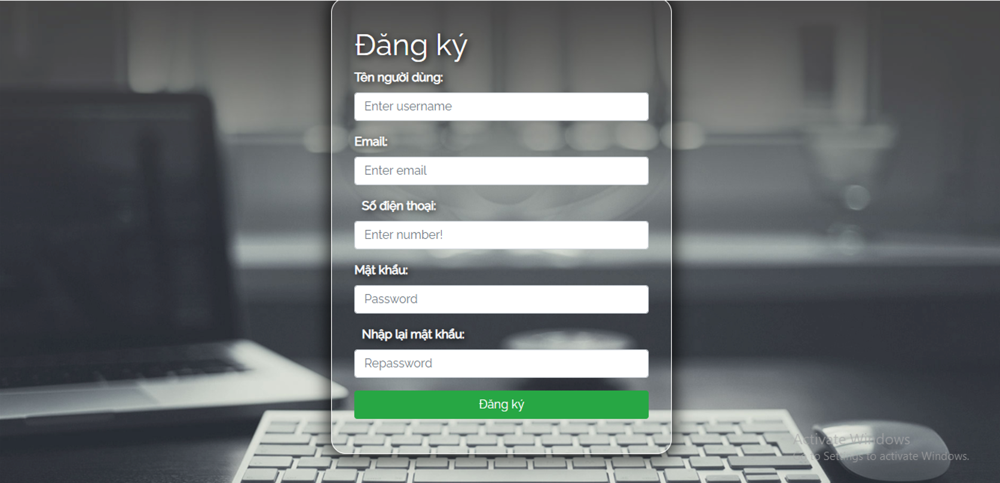 Đăng ký
Tên người dùng:
Enter username
Email:
Enter email
Số điện thoại:
Enter number!
Mật khẩu:
Password
Nhập lại mật khẩu:
Repassword
Đăng ký
Activate Windows
Go to Settings to activate Windows.